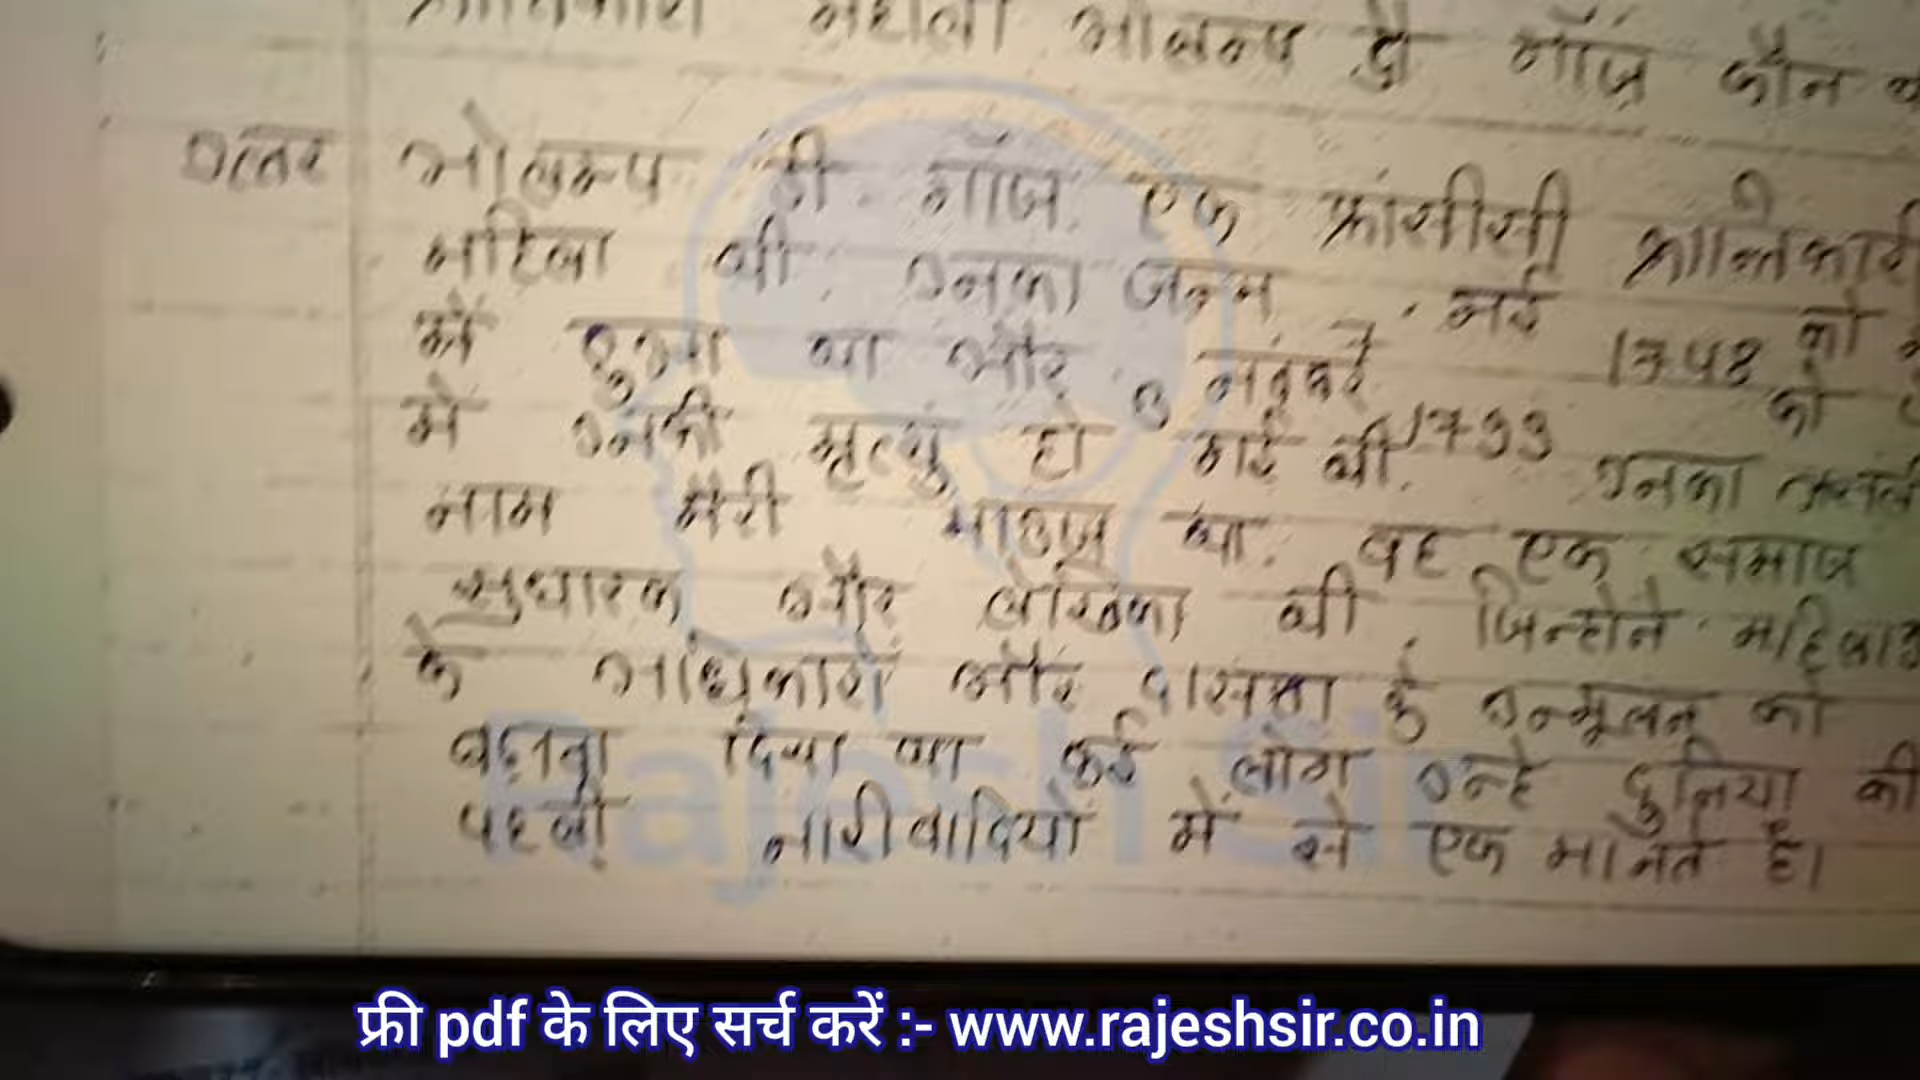 क्रांतिकारी महिला ओलम्प डी गॉज कौन
उत्तर ओलम्प डी गॉज एक फ्रांसीसी क्रान्तिकारी
महिला थी. उनका जन्म 7 मई 1748 को
में हुआ था और 3 नवंबर 1793 को
में उनकी मृत्यु हो गई थी. उनका
नाम मैरी गाउज़ था. वह एक समाज
सुधारक और लेखिका थी, जिन्होंने
के अधिकारों और दासता के उन्मूलन को
बढ़ावा दिया था कई लोग उन्हे दुनिया की
पहली नारीवादियों में से एक मानते है।
Rajesh Sir
फ्री pdf के लिए सर्च करें :- www.rajeshsir.co.in